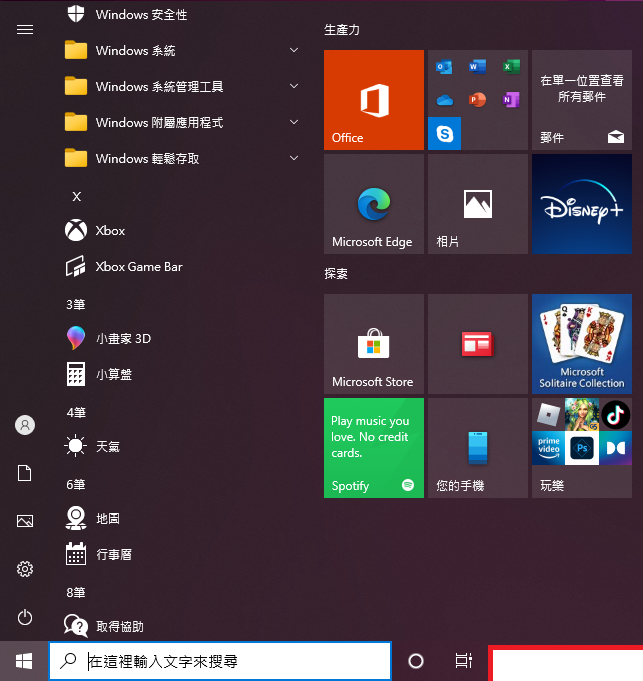 Windows 安全性
Windows 系統
Windows 系統管理工具
Windows 附屬應用程式
Windows 輕鬆存取
X
Xbox
Xbox Game Bar
3筆
小畫家 3D
小算盤
4筆
天氣
6筆
地圖
行事曆
8筆
取得協助
在這裡輸入文字來搜尋
生產力
Office
在單一位置查看
所有郵件
郵件
Microsoft Edge
相片
Disney+
探索
Microsoft Store
Microsoft
Solitaire Collection
Play music you
love. No credit
cards.
Spotify
您的手機
prime
video
Ps
玩樂